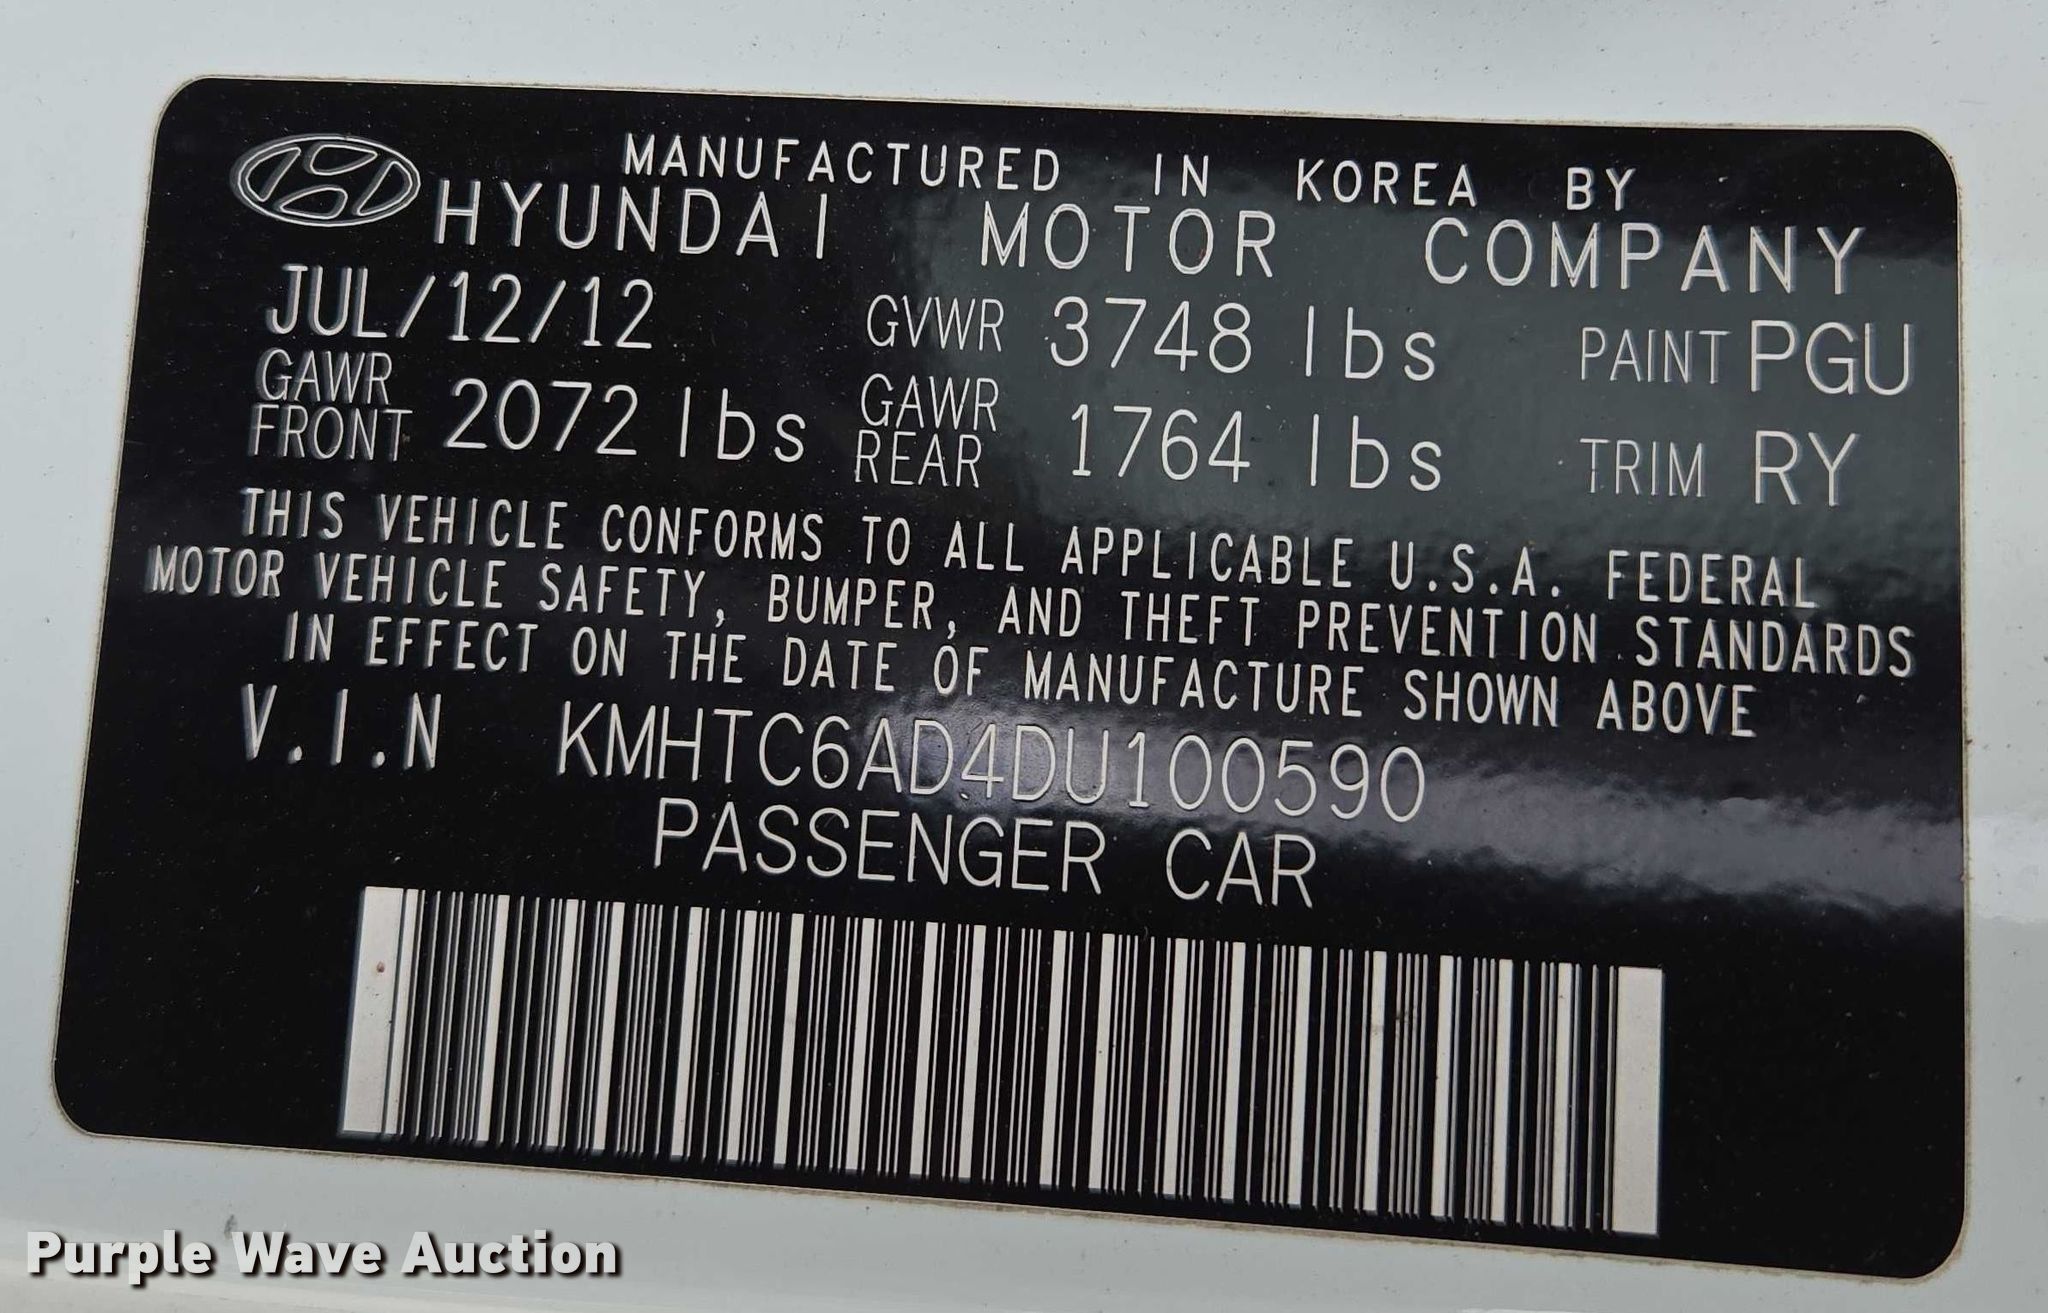 MANUFACTURED IN KOREA BY
HYUNDAI MOTOR COMPANY
JUL/12/12 GVWR 3748 lbs PAINT PGU
GAWR FRONT 2072 lbs GAWR REAR 1764 lbs TRIM RY
THIS VEHICLE CONFORMS TO ALL APPLICABLE U.S.A. FEDERAL
MOTOR VEHICLE SAFETY, BUMPER, AND THEFT PREVENTION STANDARDS
IN EFFECT ON THE DATE OF MANUFACTURE SHOWN ABOVE
V.I.N KMHTC6AD4DU100590
PASSENGER CAR
Purple Wave Auction